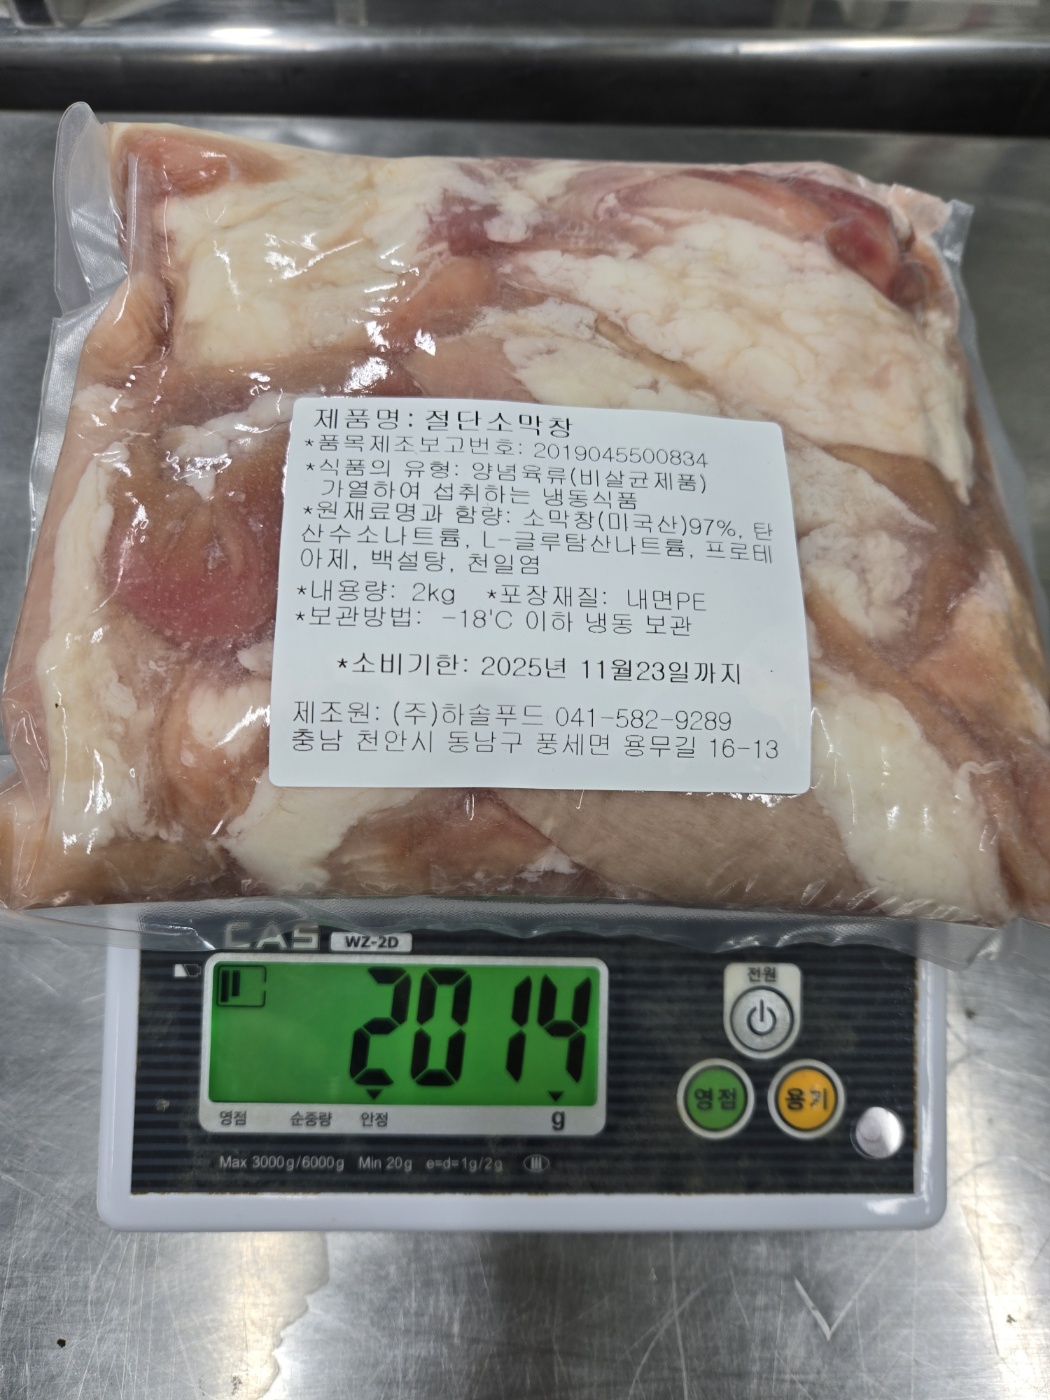 제품명: 절단소막창
*품목제조보고번호: 2019045500834
*식품의 유형: 양념육류(비살균제품)
가열하여 섭취하는 냉동식품
*원재료명과 함량: 소막창(미국산)97%, 탄
산수소나트륨, L-글루탐산나트륨, 프로테
아제, 백설탕, 천일염
*내용량: 2kg *포장재질: 내면PE
*보관방법: -18℃ 이하 냉동 보관
*소비기한: 2025년 11월23일까지
제조원: (주)하솔푸드 041-582-9289
충남 천안시 동남구 풍세면 용무길 16-13
CAS WZ-2D
2014
전원
영점 용기
영점 순중량 안정 g
Max 3000g/6000g Min 20g e=d=1g/2g III